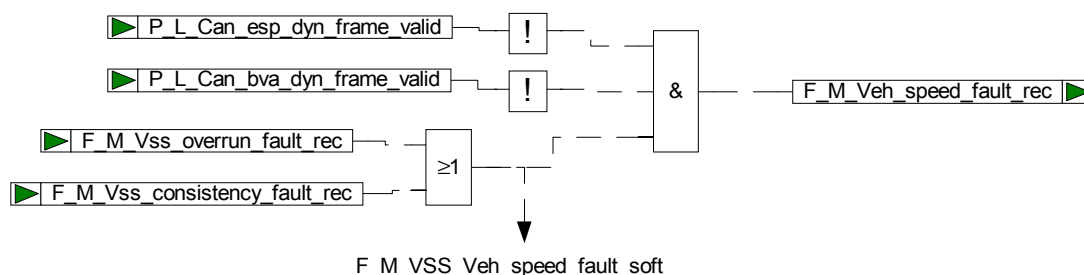 P_L_Can_esp_dyn_frame_valid
!
P_L_Can_bva_dyn_frame_valid
!
&
F_M_Veh_speed_fault_rec
F_M_Vss_overrun_fault_rec
≥1
F_M_Vss_consistency_fault_rec
F_M_VSS_Veh_speed_fault_soft